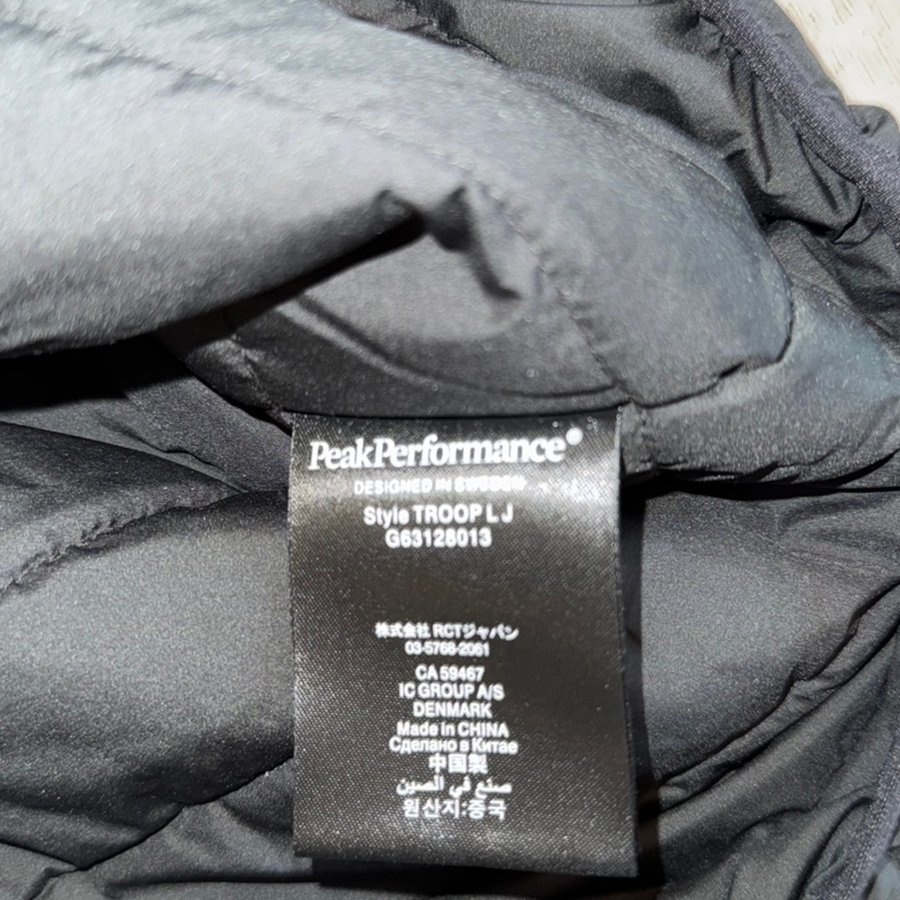 PeakPerformance®
DESIGNED IN SWEDEN
Style TROOP L J
G63128013
株式会社 RCTジャパン
03-5766-2061
CA 59467
IC GROUP A/S
DENMARK
Made in CHINA
Сделано в Китае
中国製
صنع في الصين
원산지:중국